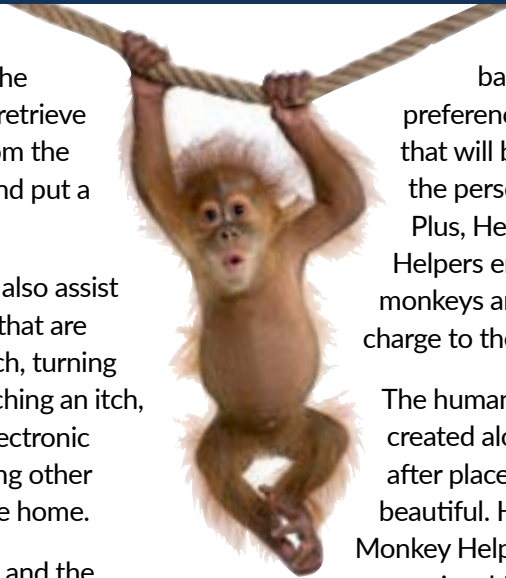 he
retrieve
om the
nd put a
also assist
that are
ch, turning
ching an itch,
ectronic
ng other
e home.
and the
ba
preferenc
that will b
the perso
Plus, He
Helpers e
monkeys a
charge to the
The human
created alo
after place
beautiful. H
Monkey Help